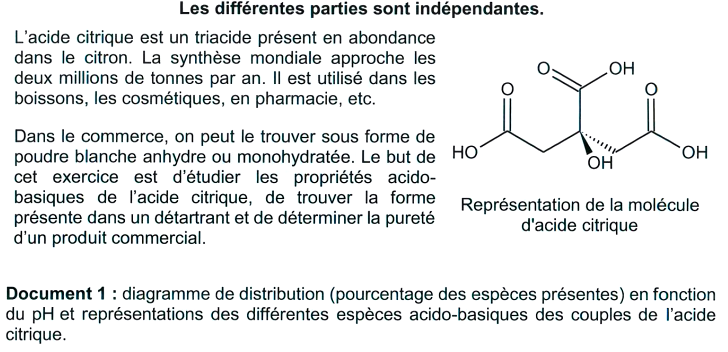 Les différentes parties sont indépendantes.
L'acide citrique est un triacide présent en abondance
dans le citron. La synthèse mondiale approche les
deux millions de tonnes par an. Il est utilisé dans les
boissons, les cosmétiques, en pharmacie, etc.
Dans le commerce, on peut le trouver sous forme de
poudre blanche anhydre ou monohydratée. Le but de
cet exercice est d'étudier les propriétés acido-
basiques de l'acide citrique, de trouver la forme
présente dans un détartrant et de déterminer la pureté
d'un produit commercial.
O OH
O O
HO OH OH
Représentation de la molécule
d'acide citrique
Document 1 : diagramme de distribution (pourcentage des espèces présentes) en fonction
du pH et représentations des différentes espèces acido-basiques des couples de l'acide
citrique.